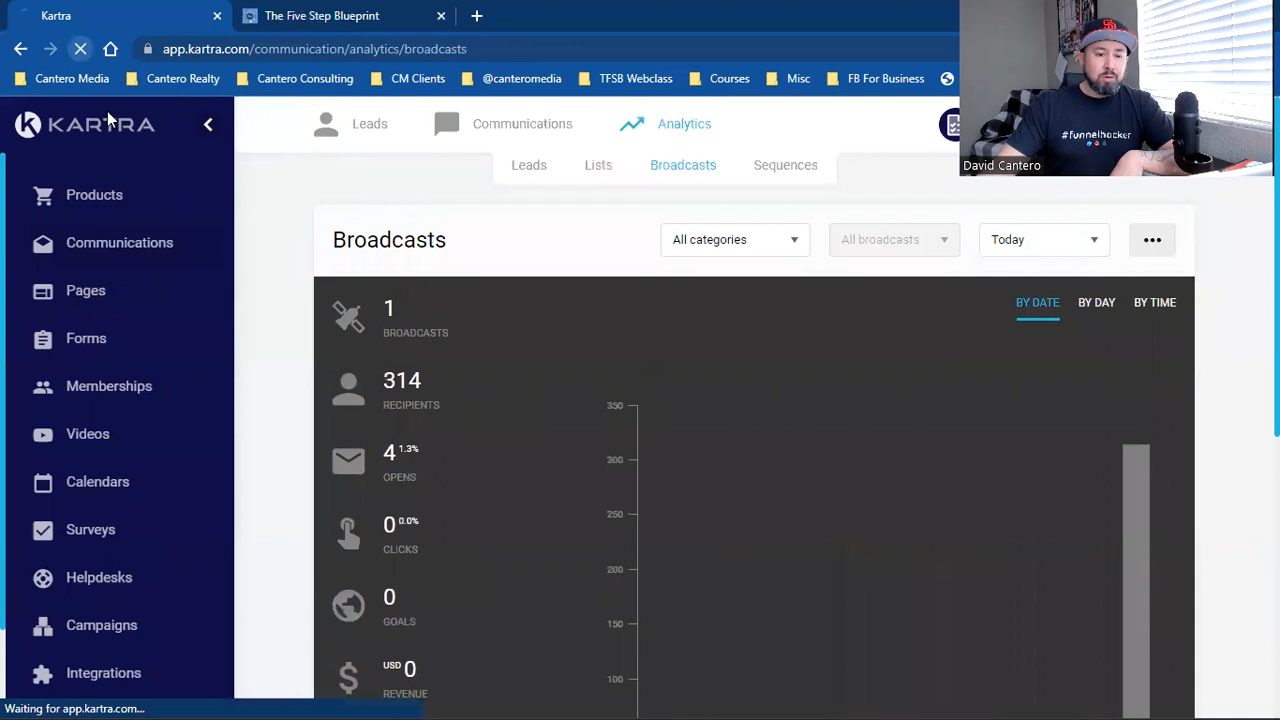 Kartra
The Five Step Blueprint
app.kartra.com/communication/analytics/broadcasts
Cantero Media
Cantero Realty
Cantero Consulting
CM Clients
@canteromedia
TFSB Webclass
Courses
Misc
FB For Business
KARTRA
Leads
Communications
Analytics
Leads
Lists
Broadcasts
Sequences
SD
#funnelhacker
David Cantero
Products
Communications
Pages
Forms
Memberships
Videos
Calendars
Surveys
Helpdesks
Campaigns
Integrations
Broadcasts
All categories
All broadcasts
Today
BY DATE
BY DAY
BY TIME
1
BROADCASTS
314
RECIPIENTS
4 1.3%
OPENS
0 0.0%
CLICKS
0
GOALS
USD 0
REVENUE
350
300
250
200
150
100
Waiting for app.kartra.com...